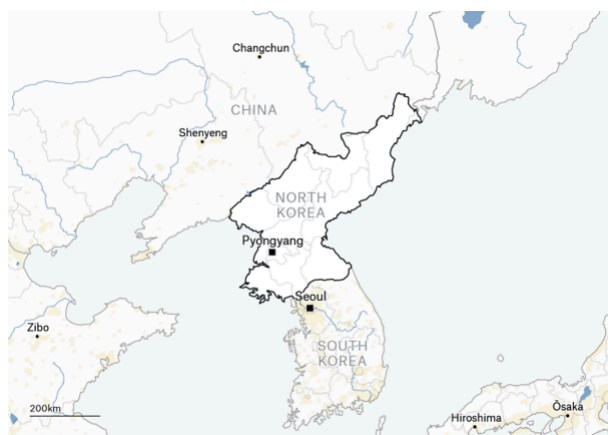 Changchun
CHINA
Shenyeng
NORTH
KOREA
Pyongyang
Seoul
Zibo
SOUTH
KOREA
200km
Hiroshima
Ōsaka